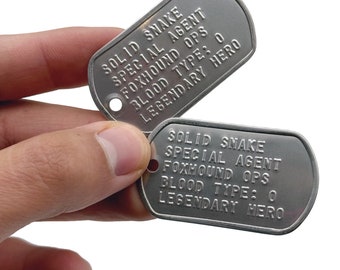 SOLID SNAKE
SPECIAL AGENT
FOXHOUND OPS
BLOOD TYPE: O
LEGENDARY HERO
SOLID SNAKE
SPECIAL AGENT
FOXHOUND OPS
BLOOD TYPE: O
LEGENDARY HERO